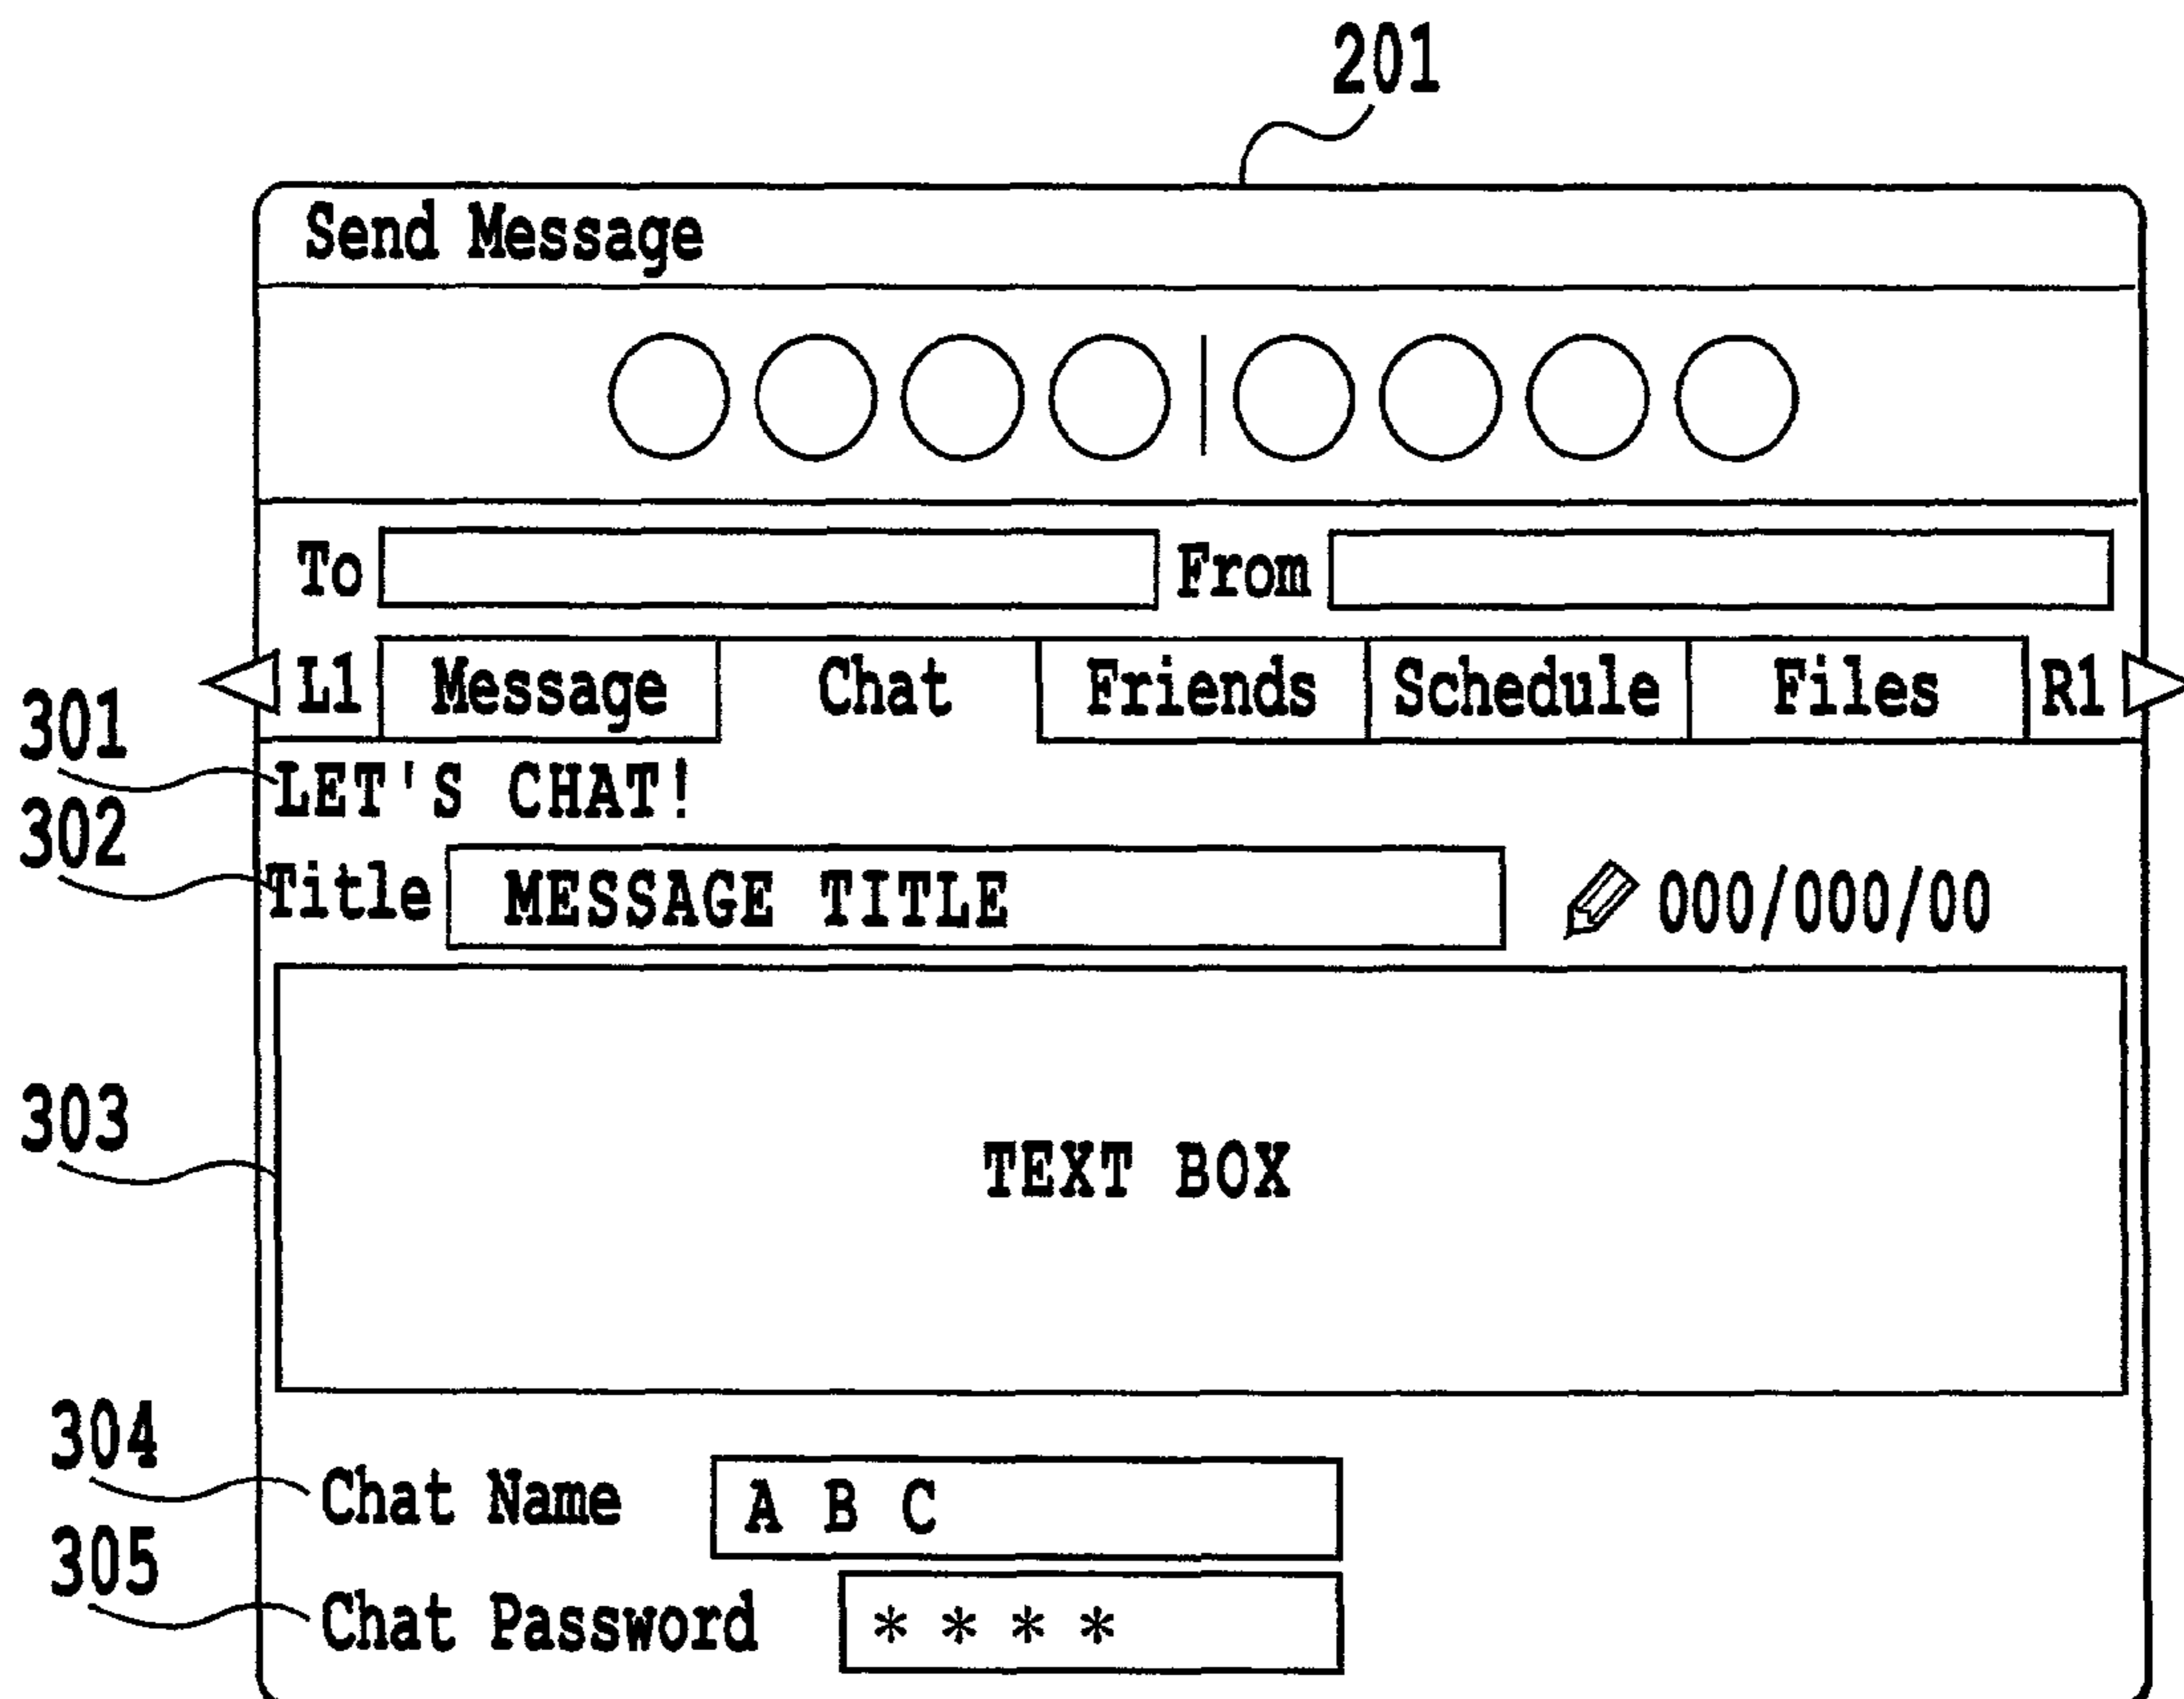 201
Send Message
To From
L1 Message Chat Friends Schedule Files R1
301
LET'S CHAT!
302
Title MESSAGE TITLE 000/000/00
303
TEXT BOX
304
Chat Name A B C
305
Chat Password * * * *